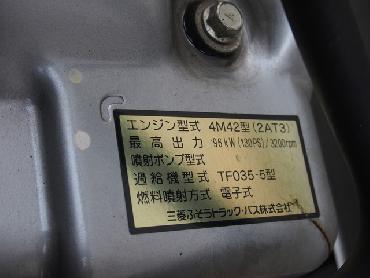 エンジン型式 4M42型(2AT3)
最高出力 96kW(130PS)/3200rpm
噴射ポンプ型式
過給機型式 TF035-5型
燃料噴射方式 電子式
三菱ふそうトラック・バス株式会社